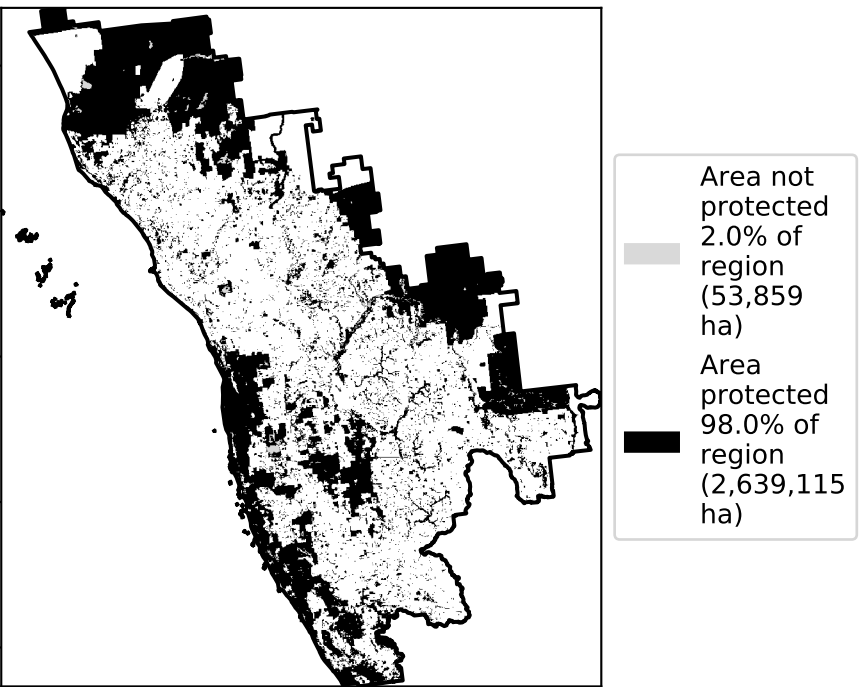 Area not
protected
2.0% of
region
(53,859
ha)
Area
protected
98.0% of
region
(2,639,115
ha)